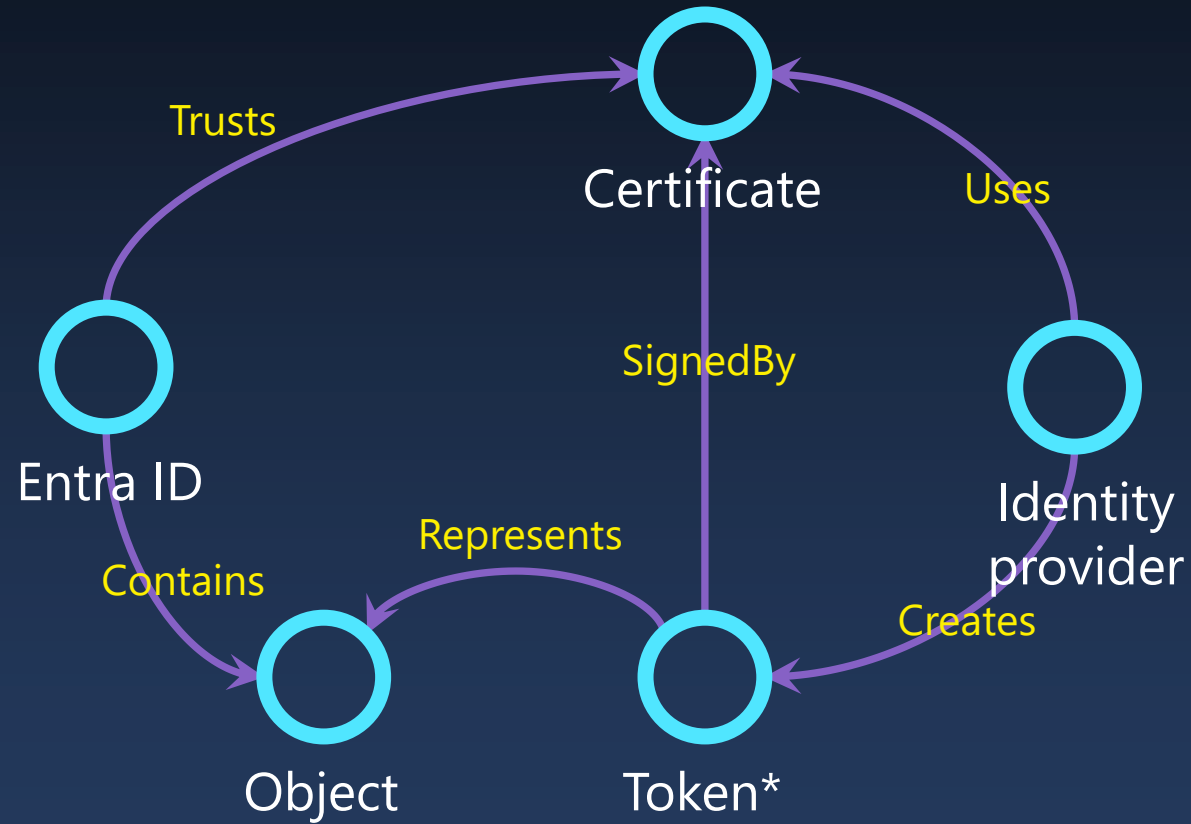 Trusts
Certificate
Uses
SignedBy
Entra ID
Identity
provider
Represents
Contains
Creates
Object
Token*